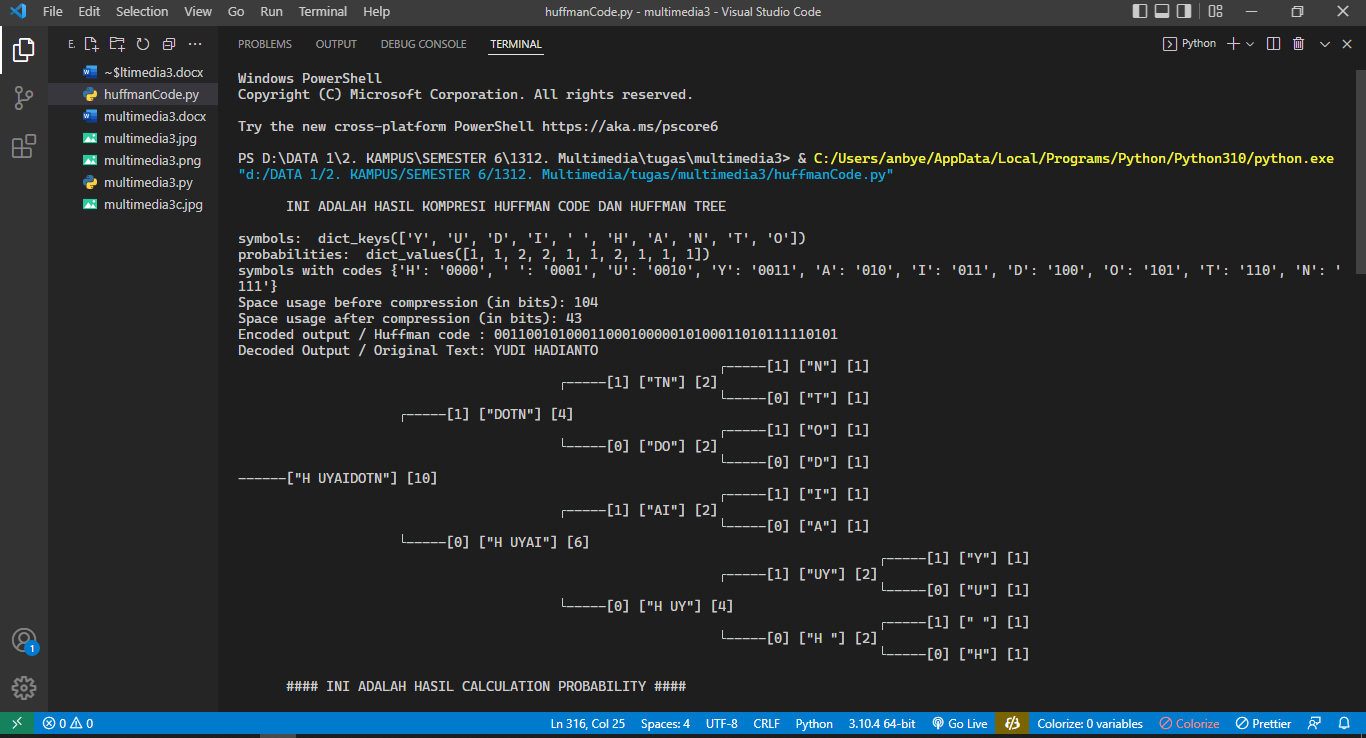 File Edit Selection View Go Run Terminal Help huffmanCode.py - multimedia3 - Visual Studio Code
E.
~$ltimedia3.docx
huffmanCode.py
multimedia3.docx
multimedia3.jpg
multimedia3.png
multimedia3.py
multimedia3c.jpg
PROBLEMS OUTPUT DEBUG CONSOLE TERMINAL Python
Windows PowerShell
Copyright (C) Microsoft Corporation. All rights reserved.
Try the new cross-platform PowerShell https://aka.ms/pscore6
PS D:\DATA 1\2. KAMPUS\SEMESTER 6\1312. Multimedia\tugas\multimedia3> & C:/Users/anbye/AppData/Local/Programs/Python/Python310/python.exe
"d:/DATA 1/2. KAMPUS/SEMESTER 6/1312. Multimedia/tugas/multimedia3/huffmanCode.py"
INI ADALAH HASIL KOMPRESI HUFFMAN CODE DAN HUFFMAN TREE
symbols:  dict_keys(['Y', 'U', 'D', 'I', ' ', 'H', 'A', 'N', 'T', 'O'])
probabilities:  dict_values([1, 1, 2, 2, 1, 1, 2, 1, 1, 1])
symbols with codes {'H': '0000', ' ': '0001', 'U': '0010', 'Y': '0011', 'A': '010', 'I': '011', 'D': '100', 'O': '101', 'T': '110', 'N': '
111'}
Space usage before compression (in bits): 104
Space usage after compression (in bits): 43
Encoded output / Huffman code : 0011001010001100010000010100011010111110101
Decoded Output / Original Text: YUDI HADIANTO
┌─────[1] ["N"] [1]
┌─────[1] ["TN"] [2]
└─────[0] ["T"] [1]
┌─────[1] ["DOTN"] [4]
┌─────[1] ["O"] [1]
└─────[0] ["DO"] [2]
└─────[0] ["D"] [1]
──────["H UYAIDOTN"] [10]
┌─────[1] ["I"] [1]
┌─────[1] ["AI"] [2]
└─────[0] ["A"] [1]
└─────[0] ["H UYAI"] [6]
┌─────[1] ["Y"] [1]
┌─────[1] ["UY"] [2]
└─────[0] ["U"] [1]
└─────[0] ["H UY"] [4]
┌─────[1] [" "] [1]
└─────[0] ["H "] [2]
└─────[0] ["H"] [1]
#### INI ADALAH HASIL CALCULATION PROBABILITY ####
1
0 0 Ln 316, Col 25 Spaces: 4 UTF-8 CRLF Python 3.10.4 64-bit Go Live Colorize: 0 variables Colorize Prettier